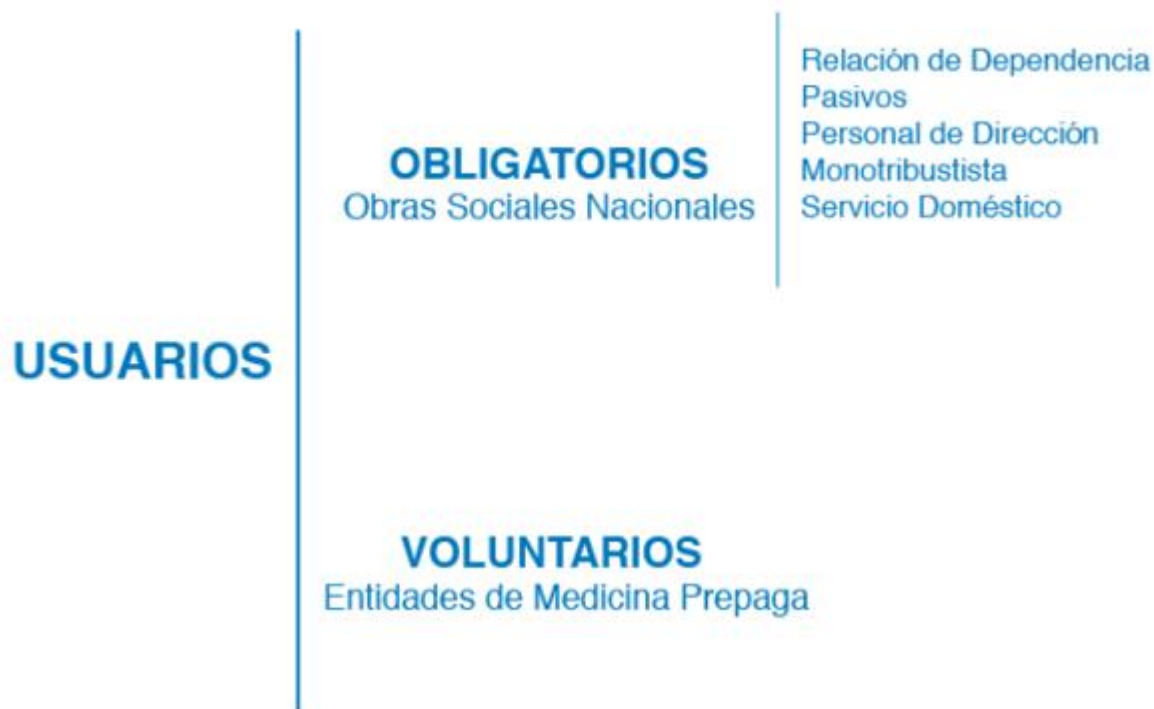 USUARIOS
OBLIGATORIOS
Obras Sociales Nacionales
Relación de Dependencia
Pasivos
Personal de Dirección
Monotribustista
Servicio Doméstico
VOLUNTARIOS
Entidades de Medicina Prepaga